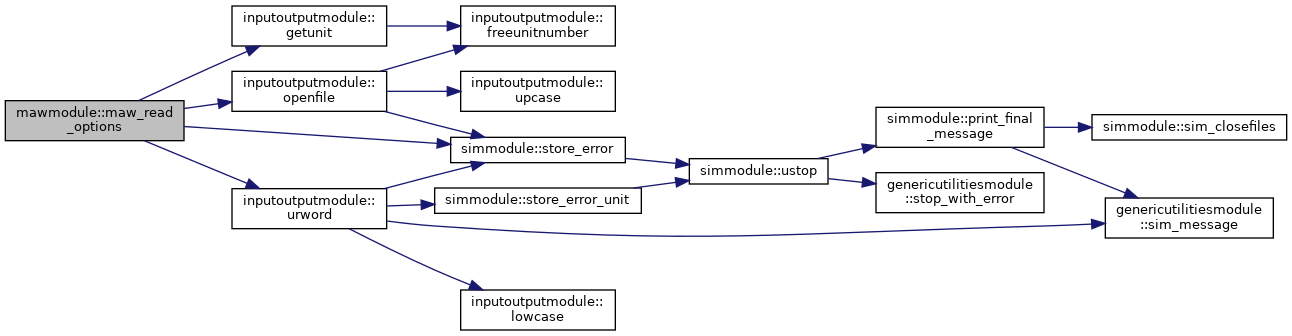 mawmodule::maw_read
_options
inputoutputmodule::
getunit
inputoutputmodule::
openfile
inputoutputmodule::
urword
inputoutputmodule::
freeunitnumber
inputoutputmodule::
upcase
simmodule::store_error
simmodule::store_error_unit
inputoutputmodule::
lowcase
simmodule::ustop
simmodule::print_final
_message
genericutilitiesmodule
::stop_with_error
simmodule::sim_closefiles
genericutilitiesmodule
::sim_message